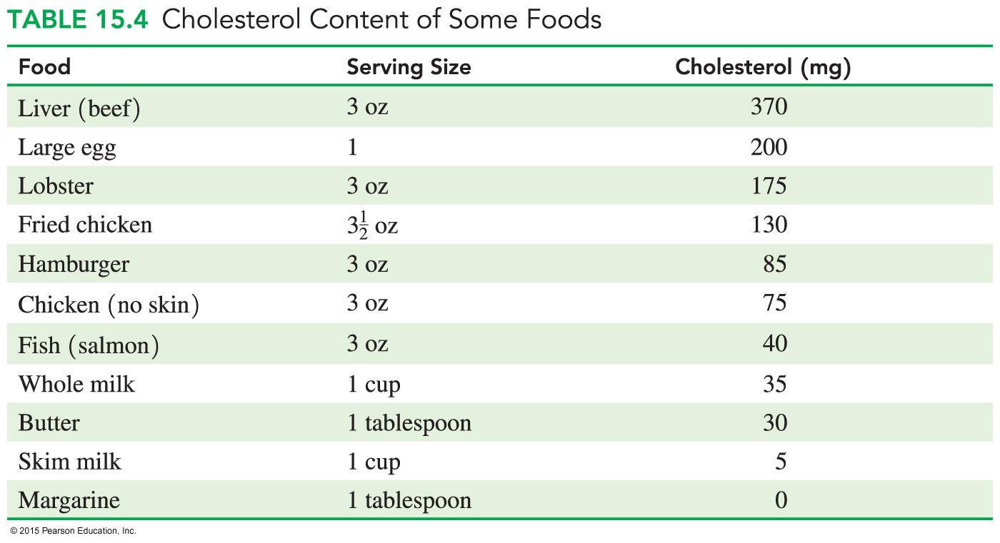 TABLE 15.4 Cholesterol Content of Some Foods
Food Serving Size Cholesterol (mg)
Liver (beef) 3 oz 370
Large egg 1 200
Lobster 3 oz 175
Fried chicken 3½ oz 130
Hamburger 3 oz 85
Chicken (no skin) 3 oz 75
Fish (salmon) 3 oz 40
Whole milk 1 cup 35
Butter 1 tablespoon 30
Skim milk 1 cup 5
Margarine 1 tablespoon 0
© 2015 Pearson Education, Inc.